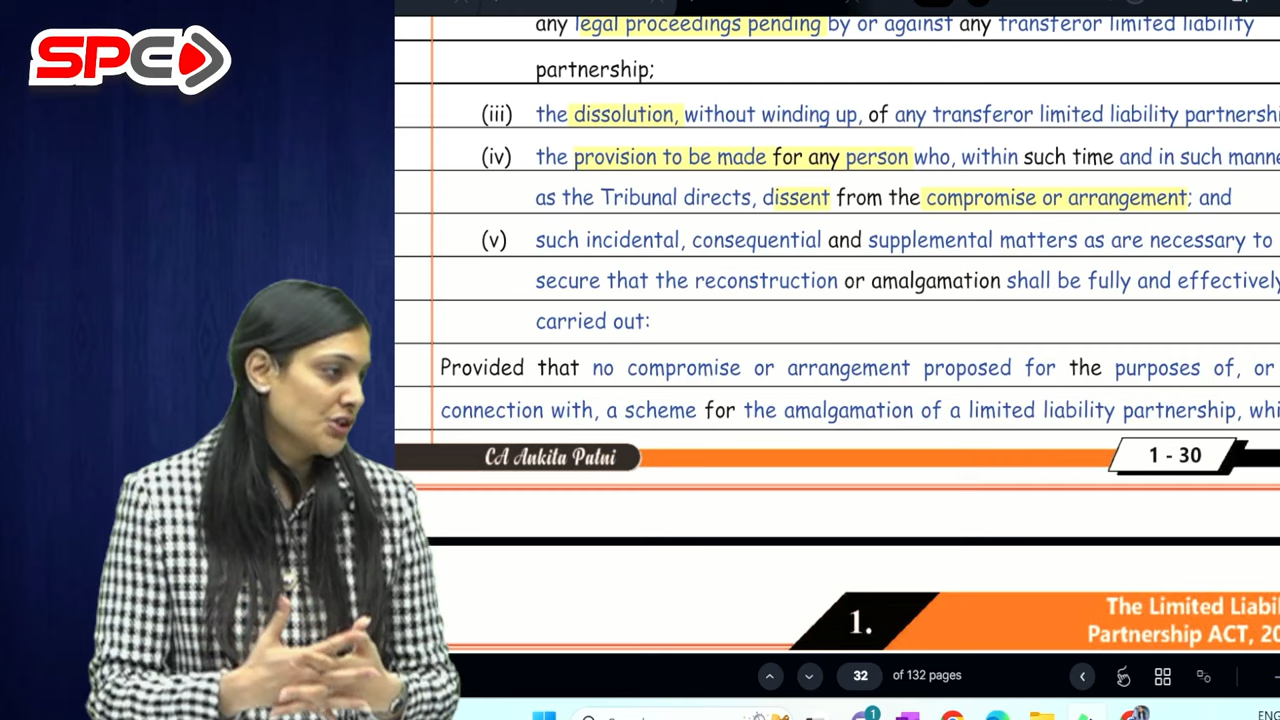 SPC
any legal proceedings pending by or against any transferor limited liability
partnership;
(iii) the dissolution, without winding up, of any transferor limited liability
(iv) the provision to be made for any person who, within such time and in such
as the Tribunal directs, dissent from the compromise or arrangement; and
(v) such incidental, consequential and supplemental matters as are necessary to
secure that the reconstruction or amalgamation shall be fully and effectively
carried out:
Provided that no compromise or arrangement proposed for the purposes of, or
connection with, a scheme for the amalgamation of a limited liability partnership,
CA Ankita Patni
1 - 30
1.
The Limited
Partnership ACT,
32 of 132 pages
1